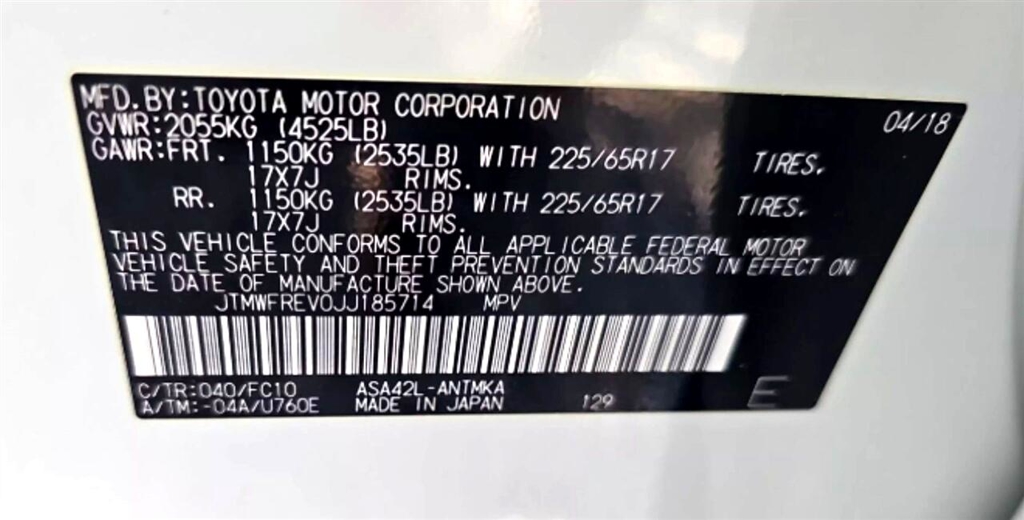 MFD.BY:TOYOTA MOTOR CORPORATION 04/18
GVWR:2055KG (4525LB)
GAWR:FRT. 1150KG (2535LB) WITH 225/65R17 TIRES.
17X7J RIMS.
RR. 1150KG (2535LB) WITH 225/65R17 TIRES.
17X7J RIMS.
THIS VEHICLE CONFORMS TO ALL APPLICABLE FEDERAL MOTOR
VEHICLE SAFETY AND THEFT PREVENTION STANDARDS IN EFFECT ON
THE DATE OF MANUFACTURE SHOWN ABOVE.
JTMWFREV0JJ185714 MPV
C/TR:040/FC10 ASA42L-ANTMKA
A/TM:-04A/U760E MADE IN JAPAN 129 E